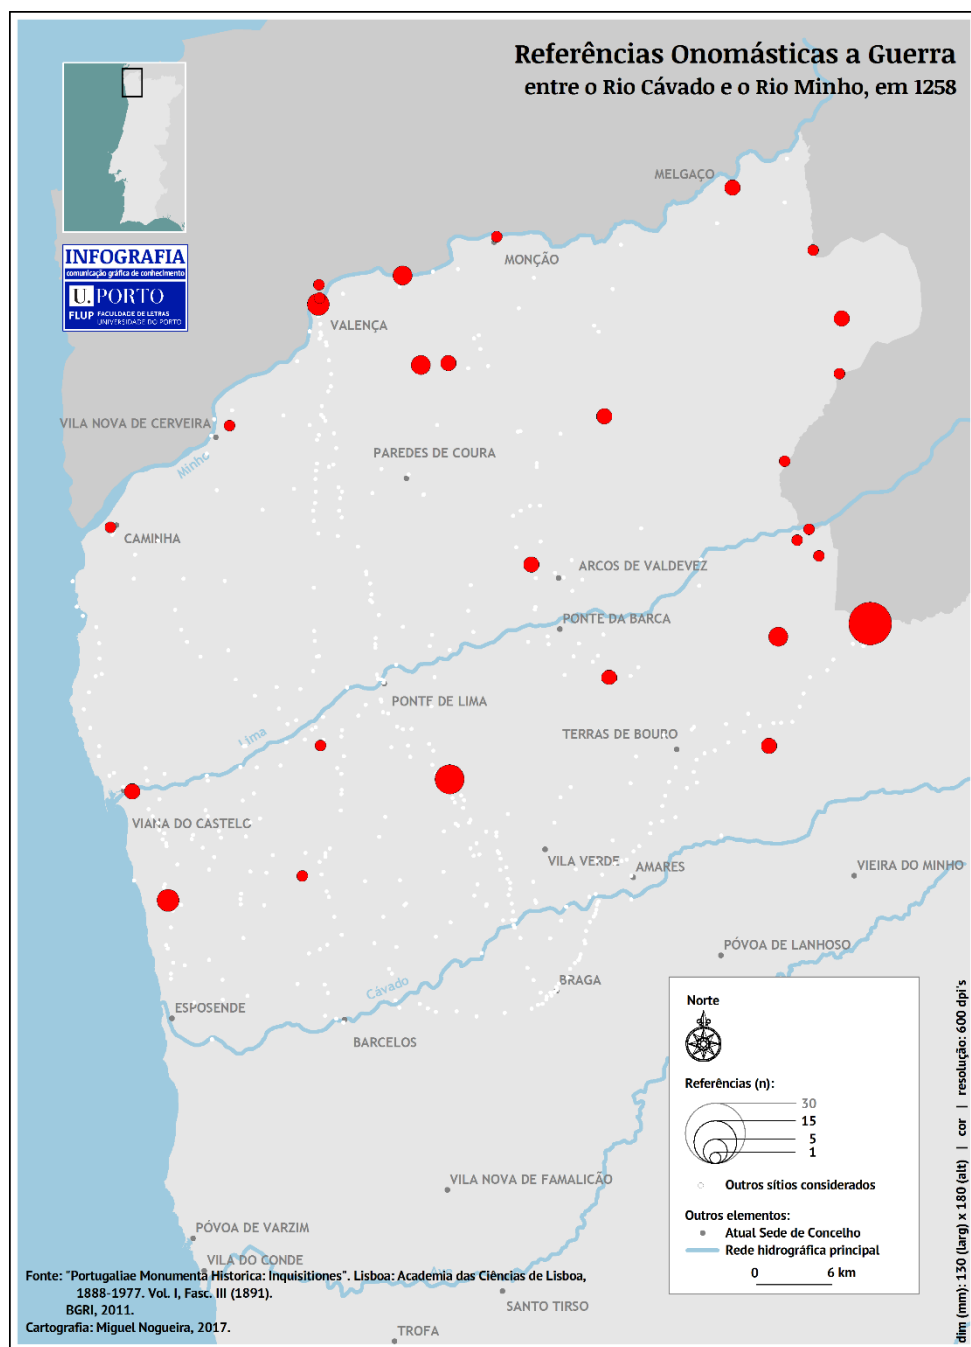 Referências Onomásticas a Guerra
entre o Rio Cávado e o Rio Minho, em 1258
INFOGRAFIA
comunicação gráfica de conhecimento
U. PORTO
FLUP FACULDADE DE LETRAS
UNIVERSIDADE DO PORTO
MELGAÇO
MONÇÃO
VALENÇA
VILA NOVA DE CERVEIRA
Minho
PAREDES DE COURA
CAMINHA
ARCOS DE VALDEVEZ
PONTE DA BARCA
PONTE DE LIMA
Lima
TERRAS DE BOURO
VIANA DO CASTELO
VILA VERDE
AMARES
VIEIRA DO MINHO
PÓVOA DE LANHOSO
BRAGA
Cávado
ESPOSENDE
BARCELOS
VILA NOVA DE FAMALICÃO
PÓVOA DE VARZIM
VILA DO CONDE
Ave
SANTO TIRSO
TROFA
Norte
Referências (n):
30
15
5
1
Outros sítios considerados
Outros elementos:
Atual Sede de Concelho
Rede hidrográfica principal
0 6 km
Fonte: "Portugaliae Monumenta Historica: Inquisitiones". Lisboa: Academia das Ciências de Lisboa,
1888-1977. Vol. I, Fasc. III (1891).
BGRI, 2011.
Cartografia: Miguel Nogueira, 2017.
dim (mm): 130 (larg) x 180 (alt) | cor | resolução: 600 dpi's